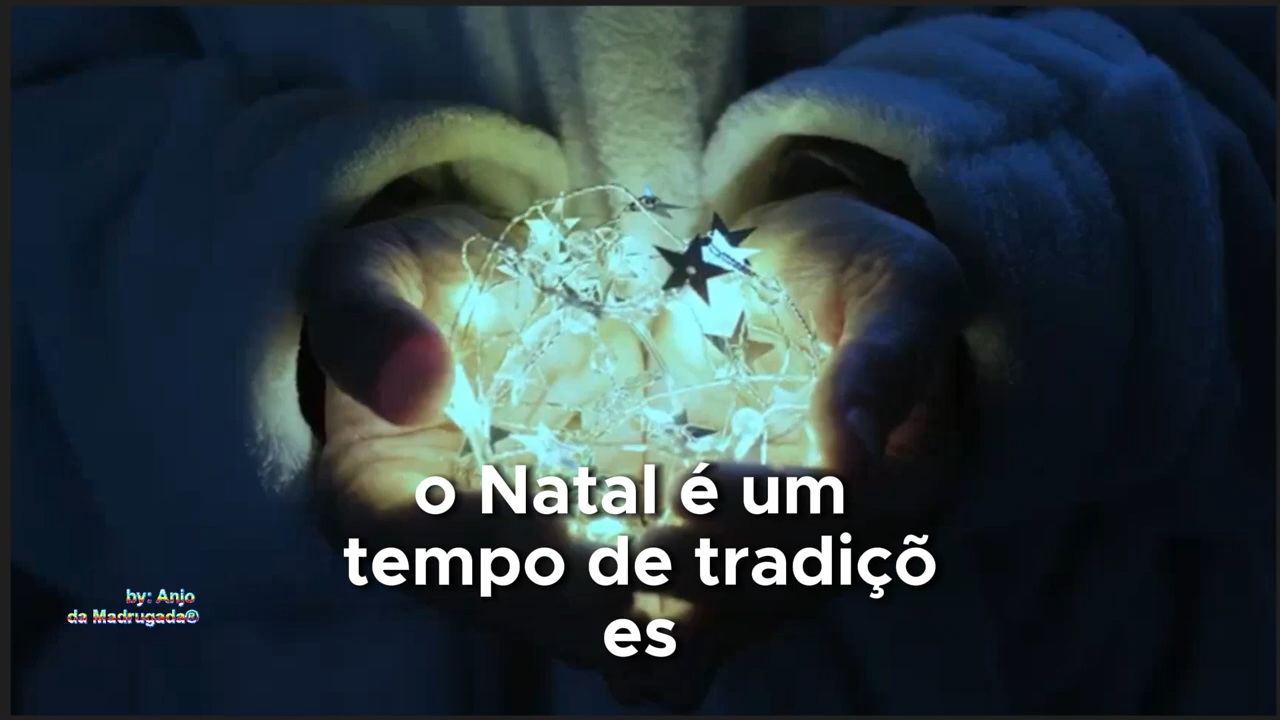 o Natal é um
tempo de tradiçõ
es
by: Anjo
da Madrugada®